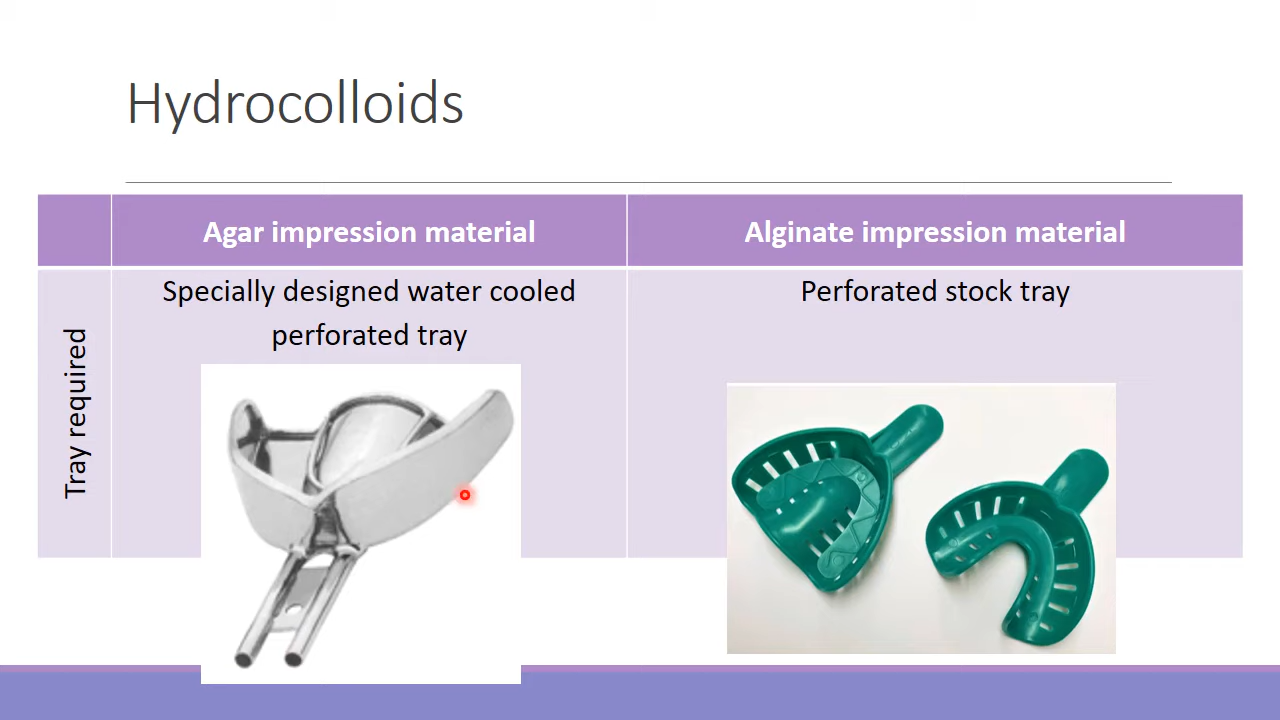 Hydrocolloids
Agar impression material
Alginate impression material
Tray required
Specially designed water cooled
perforated tray
Perforated stock tray